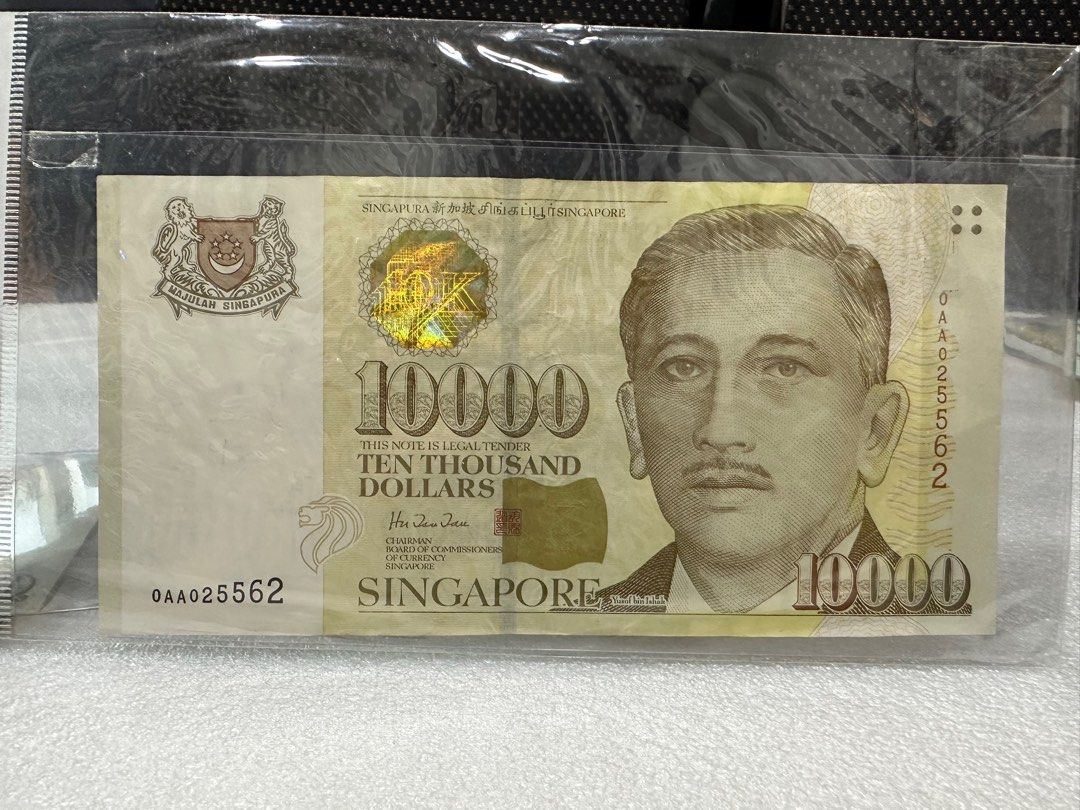 SINGAPURA 新加坡 சிங்கப்பூர் SINGAPORE
MAJULAH SINGAPURA
10K
10000
THIS NOTE IS LEGAL TENDER
TEN THOUSAND
DOLLARS
CHAIRMAN
BOARD OF COMMISSIONERS
OF CURRENCY
SINGAPORE
SINGAPORE
Yusof bin Ishak
0AA025562
0AA025562
10000